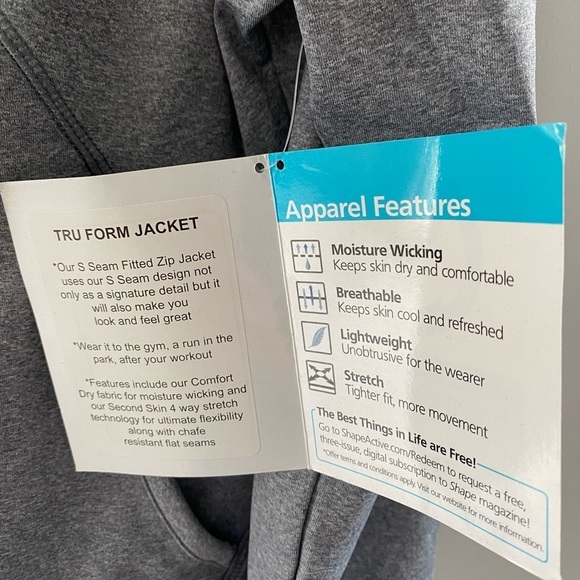 TRU FORM JACKET
*Our S Seam Fitted Zip Jacket
uses our S Seam design not
only as a signature detail but it
will also make you
look and feel great
*Wear it to the gym, a run in the
park, after your workout
*Features include our Comfort
Dry fabric for moisture wicking and
our Second Skin 4 way stretch
technology for ultimate flexibility
along with chafe
resistant flat seams
Apparel Features
Moisture Wicking
Keeps skin dry and comfortable
Breathable
Keeps skin cool and refreshed
Lightweight
Unobtrusive for the wearer
Stretch
Tighter fit, more movement
The Best Things in Life are Free!
Go to ShapeActive.com/Redeem to request a free,
three-issue, digital subscription to Shape magazine!
*Offer terms and conditions apply. Visit our website for more information.